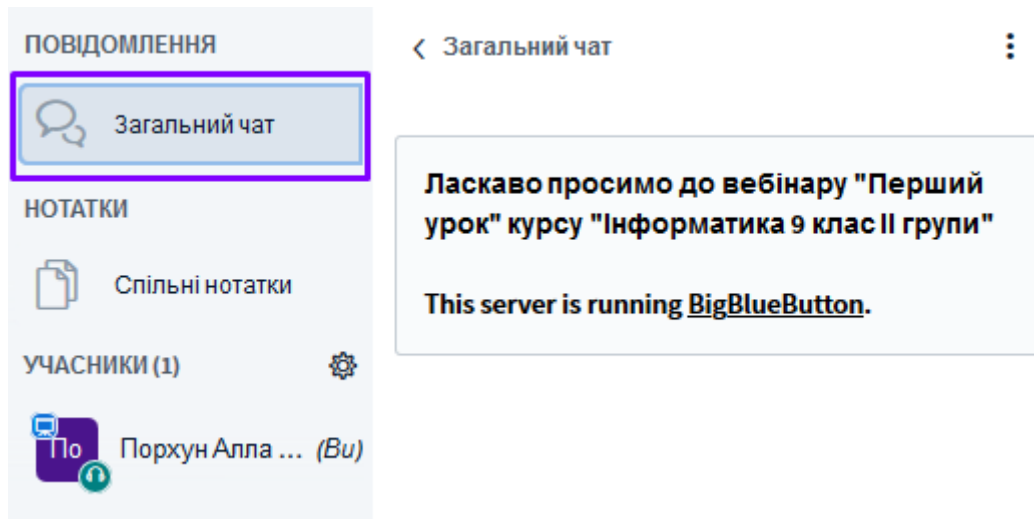 ПОВІДОМЛЕННЯ
Загальний чат
НОТАТКИ
Спільні нотатки
УЧАСНИКИ (1)
По
Порхун Алла ... (Ви)
Загальний чат
Ласкаво просимо до вебінару "Перший
урок" курсу "Інформатика 9 клас ІІ групи"
This server is running BigBlueButton.